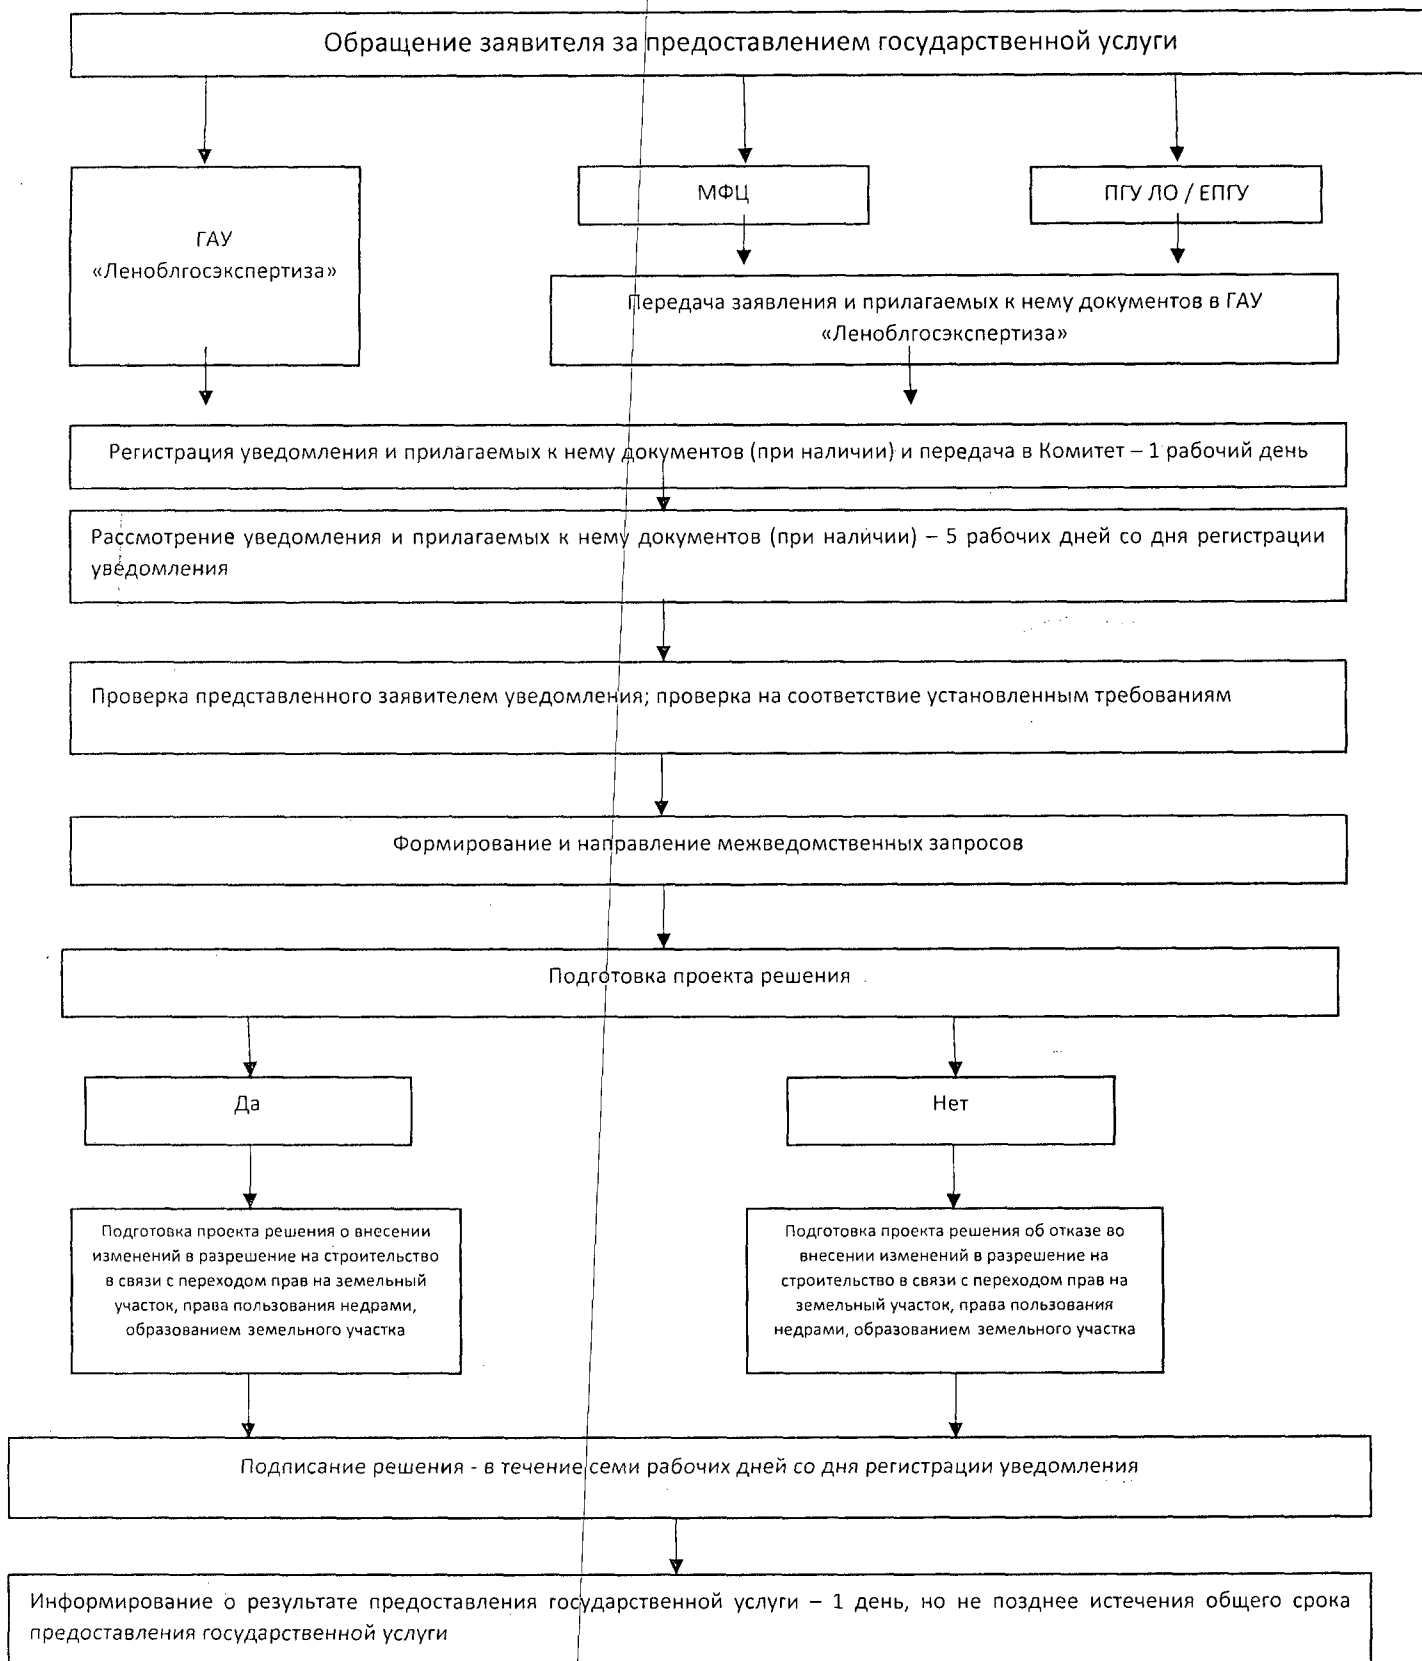 Обращение заявителя за предоставлением государственной услуги
ГАУ
«Леноблгосэкспертиза»
МФЦ
ПГУ ЛО / ЕПГУ
Передача заявления и прилагаемых к нему документов в ГАУ
«Леноблгосэкспертиза»
Регистрация уведомления и прилагаемых к нему документов (при наличии) и передача в Комитет – 1 рабочий день
Рассмотрение уведомления и прилагаемых к нему документов (при наличии) – 5 рабочих дней со дня регистрации
уведомления
Проверка представленного заявителем уведомления; проверка на соответствие установленным требованиям
Формирование и направление межведомственных запросов
Подготовка проекта решения
Да
Нет
Подготовка проекта решения о внесении
изменений в разрешение на строительство
в связи с переходом прав на земельный
участок, права пользования недрами,
образованием земельного участка
Подготовка проекта решения об отказе во
внесении изменений в разрешение на
строительство в связи с переходом прав на
земельный участок, права пользования
недрами, образованием земельного участка
Подписание решения - в течение семи рабочих дней со дня регистрации уведомления
Информирование о результате предоставления государственной услуги – 1 день, но не позднее истечения общего срока
предоставления государственной услуги